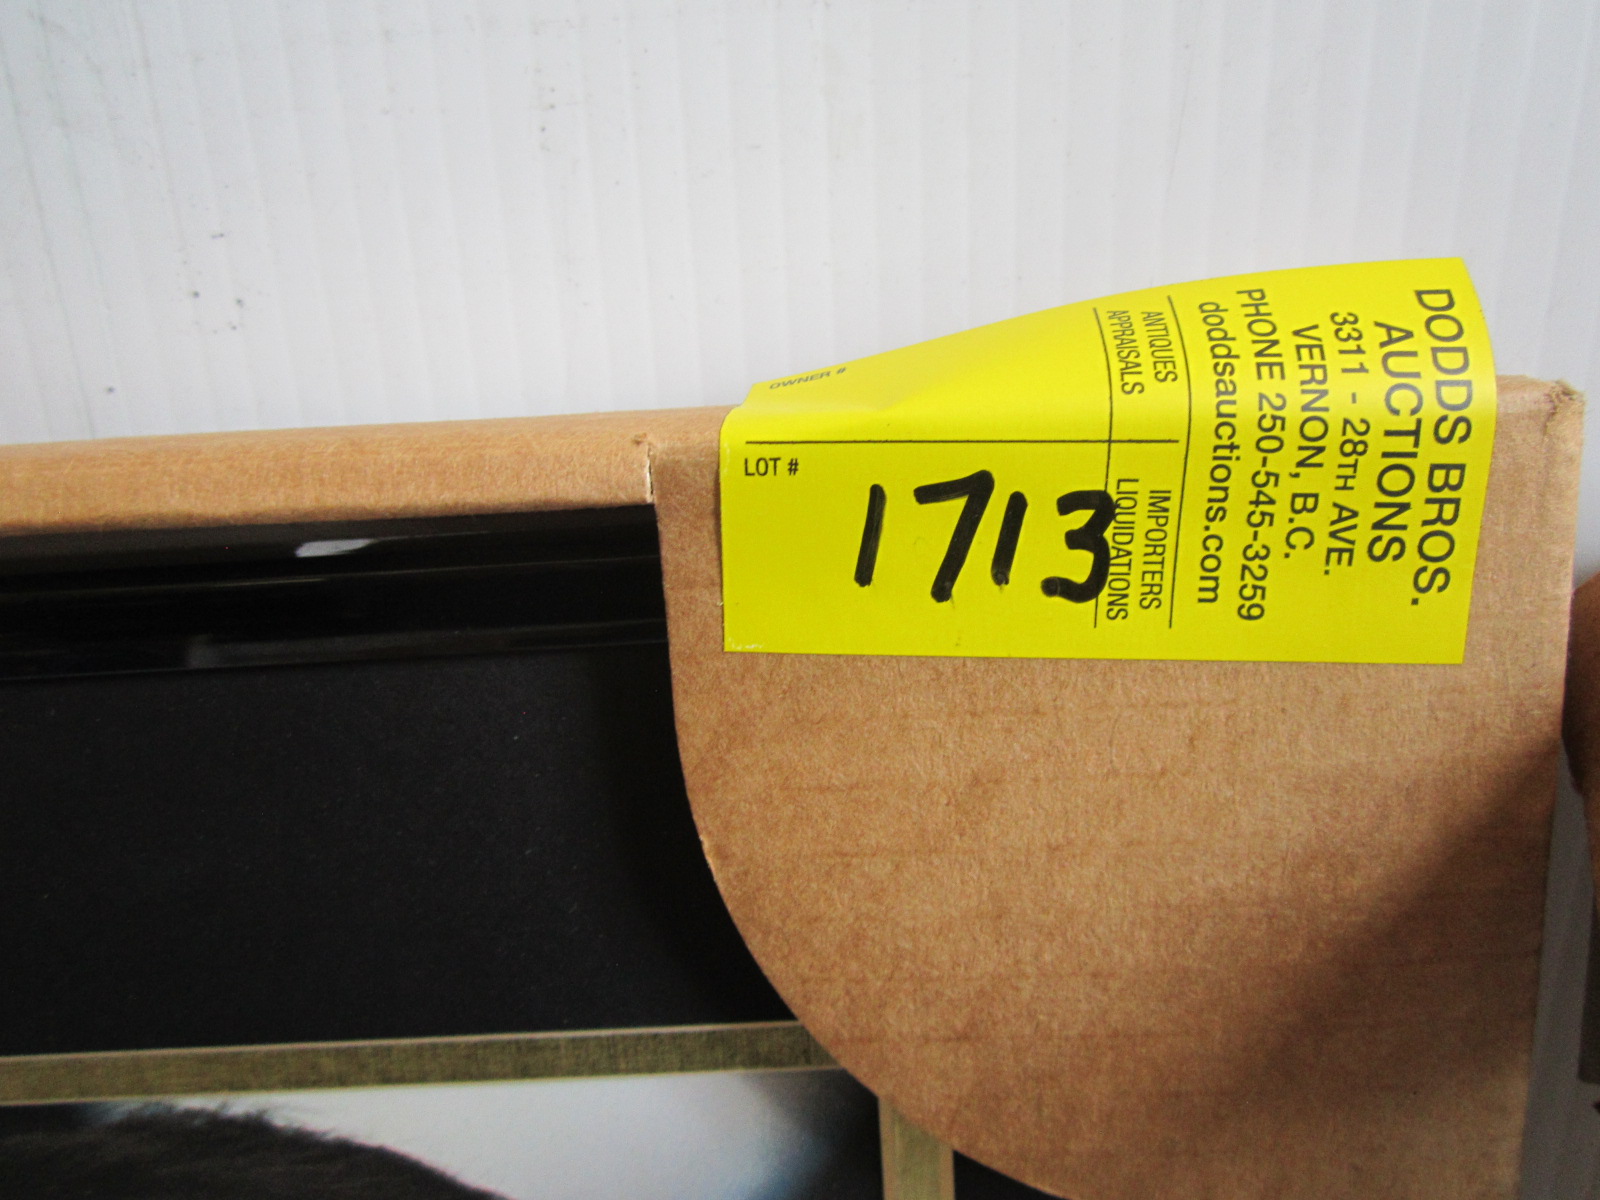 DODDS BROS.
AUCTIONS
3311 - 28TH AVE.
VERNON, B.C.
PHONE 250-545-3259
doddsauctions.com
ANTIQUES
APPRAISALS
IMPORTERS
LIQUIDATIONS
OWNER #
LOT #
1713